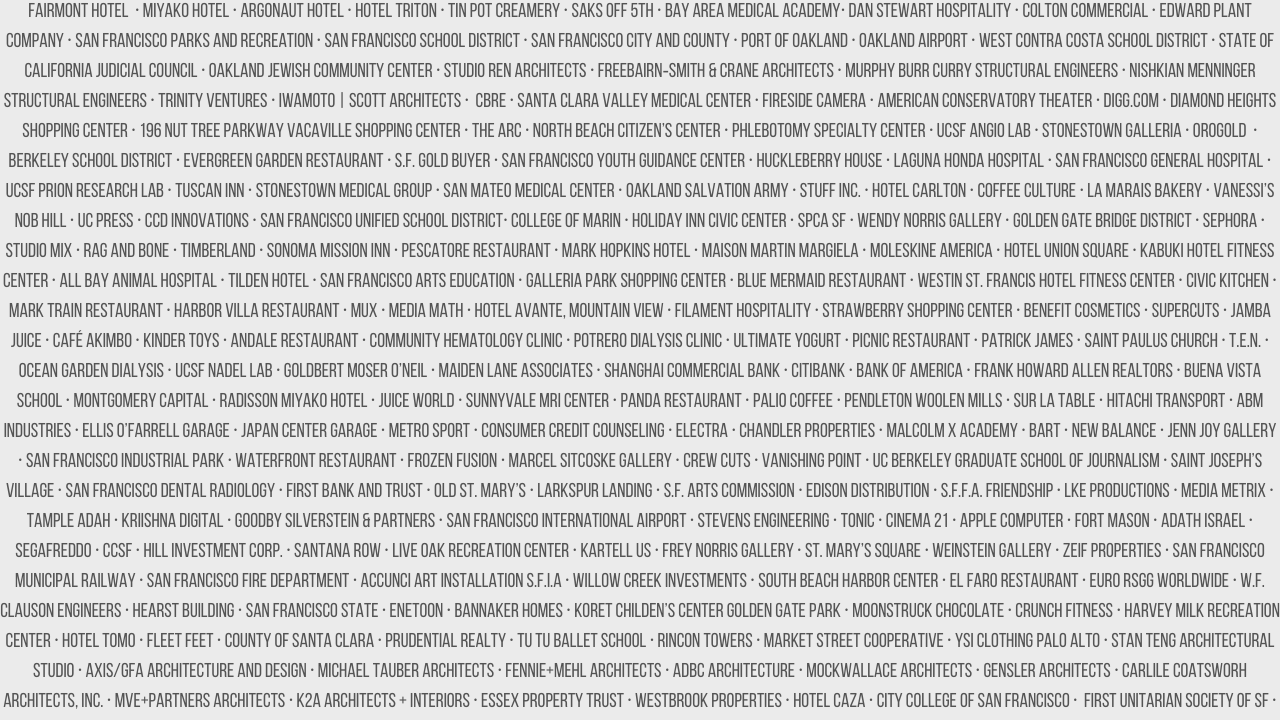 FAIRMONT HOTEL · MIYAKO HOTEL · ARGONAUT HOTEL · HOTEL TRITON · TIN POT CREAMERY · SAKS OFF 5TH · BAY AREA MEDICAL ACADEMY· DAN STEWART HOSPITALITY · COLTON COMMERCIAL · EDWARD PLANT
COMPANY · SAN FRANCISCO PARKS AND RECREATION · SAN FRANCISCO SCHOOL DISTRICT · SAN FRANCISCO CITY AND COUNTY · PORT OF OAKLAND · OAKLAND AIRPORT · WEST CONTRA COSTA SCHOOL DISTRICT · STATE OF
CALIFORNIA JUDICIAL COUNCIL · OAKLAND JEWISH COMMUNITY CENTER · STUDIO REN ARCHITECTS · FREEBAIRN-SMITH & CRANE ARCHITECTS · MURPHY BURR CURRY STRUCTURAL ENGINEERS · NISHKIAN MENNINGER
STRUCTURAL ENGINEERS · TRINITY VENTURES · IWAMOTO | SCOTT ARCHITECTS · CBRE · SANTA CLARA VALLEY MEDICAL CENTER · FIRESIDE CAMERA · AMERICAN CONSERVATORY THEATER · DIGG.COM · DIAMOND HEIGHTS
SHOPPING CENTER · 196 NUT TREE PARKWAY VACAVILLE SHOPPING CENTER · THE ARC · NORTH BEACH CITIZEN'S CENTER · PHLEBOTOMY SPECIALTY CENTER · UCSF ANGIO LAB · STONESTOWN GALLERIA · OROGOLD ·
BERKELEY SCHOOL DISTRICT · EVERGREEN GARDEN RESTAURANT · S.F. GOLD BUYER · SAN FRANCISCO YOUTH GUIDANCE CENTER · HUCKLEBERRY HOUSE · LAGUNA HONDA HOSPITAL · SAN FRANCISCO GENERAL HOSPITAL ·
UCSF PRION RESEARCH LAB · TUSCAN INN · STONESTOWN MEDICAL GROUP · SAN MATEO MEDICAL CENTER · OAKLAND SALVATION ARMY · STUFF INC. · HOTEL CARLTON · COFFEE CULTURE · LA MARAIS BAKERY · VANESSI'S
NOB HILL · UC PRESS · CCD INNOVATIONS · SAN FRANCISCO UNIFIED SCHOOL DISTRICT· COLLEGE OF MARIN · HOLIDAY INN CIVIC CENTER · SPCA SF · WENDY NORRIS GALLERY · GOLDEN GATE BRIDGE DISTRICT · SEPHORA ·
STUDIO MIX · RAG AND BONE · TIMBERLAND · SONOMA MISSION INN · PESCATORE RESTAURANT · MARK HOPKINS HOTEL · MAISON MARTIN MARGIELA · MOLESKINE AMERICA · HOTEL UNION SQUARE · KABUKI HOTEL FITNESS
CENTER · ALL BAY ANIMAL HOSPITAL · TILDEN HOTEL · SAN FRANCISCO ARTS EDUCATION · GALLERIA PARK SHOPPING CENTER · BLUE MERMAID RESTAURANT · WESTIN ST. FRANCIS HOTEL FITNESS CENTER · CIVIC KITCHEN ·
MARK TRAIN RESTAURANT · HARBOR VILLA RESTAURANT · MUX · MEDIA MATH · HOTEL AVANTE, MOUNTAIN VIEW · FILAMENT HOSPITALITY · STRAWBERRY SHOPPING CENTER · BENEFIT COSMETICS · SUPERCUTS · JAMBA
JUICE · CAFÉ AKIMBO · KINDER TOYS · ANDALE RESTAURANT · COMMUNITY HEMATOLOGY CLINIC · POTRERO DIALYSIS CLINIC · ULTIMATE YOGURT · PICNIC RESTAURANT · PATRICK JAMES · SAINT PAULUS CHURCH · T.E.N. ·
OCEAN GARDEN DIALYSIS · UCSF NADEL LAB · GOLDBERT MOSER O'NEIL · MAIDEN LANE ASSOCIATES · SHANGHAI COMMERCIAL BANK · CITIBANK · BANK OF AMERICA · FRANK HOWARD ALLEN REALTORS · BUENA VISTA
SCHOOL · MONTGOMERY CAPITAL · RADISSON MIYAKO HOTEL · JUICE WORLD · SUNNYVALE MRI CENTER · PANDA RESTAURANT · PALIO COFFEE · PENDLETON WOOLEN MILLS · SUR LA TABLE · HITACHI TRANSPORT · ABM
INDUSTRIES · ELLIS O'FARRELL GARAGE · JAPAN CENTER GARAGE · METRO SPORT · CONSUMER CREDIT COUNSELING · ELECTRA · CHANDLER PROPERTIES · MALCOLM X ACADEMY · BART · NEW BALANCE · JENN JOY GALLERY
· SAN FRANCISCO INDUSTRIAL PARK · WATERFRONT RESTAURANT · FROZEN FUSION · MARCEL SITCOSKE GALLERY · CREW CUTS · VANISHING POINT · UC BERKELEY GRADUATE SCHOOL OF JOURNALISM · SAINT JOSEPH'S
VILLAGE · SAN FRANCISCO DENTAL RADIOLOGY · FIRST BANK AND TRUST · OLD ST. MARY'S · LARKSPUR LANDING · S.F. ARTS COMMISSION · EDISON DISTRIBUTION · S.F.F.A. FRIENDSHIP · LKE PRODUCTIONS · MEDIA METRIX ·
TAMPLE ADAH · KRIISHNA DIGITAL · GOODBY SILVERSTEIN & PARTNERS · SAN FRANCISCO INTERNATIONAL AIRPORT · STEVENS ENGINEERING · TONIC · CINEMA 21 · APPLE COMPUTER · FORT MASON · ADATH ISRAEL ·
SEGAFREDDO · CCSF · HILL INVESTMENT CORP. · SANTANA ROW · LIVE OAK RECREATION CENTER · KARTELL US · FREY NORRIS GALLERY · ST. MARY'S SQUARE · WEINSTEIN GALLERY · ZEIF PROPERTIES · SAN FRANCISCO
MUNICIPAL RAILWAY · SAN FRANCISCO FIRE DEPARTMENT · ACCUNCI ART INSTALLATION S.F.I.A · WILLOW CREEK INVESTMENTS · SOUTH BEACH HARBOR CENTER · EL FARO RESTAURANT · EURO RSGG WORLDWIDE · W.F.
CLAUSON ENGINEERS · HEARST BUILDING · SAN FRANCISCO STATE · ENETOON · BANNAKER HOMES · KORET CHILDEN'S CENTER GOLDEN GATE PARK · MOONSTRUCK CHOCOLATE · CRUNCH FITNESS · HARVEY MILK RECREATION
CENTER · HOTEL TOMO · FLEET FEET · COUNTY OF SANTA CLARA · PRUDENTIAL REALTY · TU TU BALLET SCHOOL · RINCON TOWERS · MARKET STREET COOPERATIVE · YSI CLOTHING PALO ALTO · STAN TENG ARCHITECTURAL
STUDIO · AXIS/GFA ARCHITECTURE AND DESIGN · MICHAEL TAUBER ARCHITECTS · FENNIE+MEHL ARCHITECTS · ADBC ARCHITECTURE · MOCKWALLACE ARCHITECTS · GENSLER ARCHITECTS · CARLILE COATSWORH
ARCHITECTS, INC. · MVE+PARTNERS ARCHITECTS · K2A ARCHITECTS + INTERIORS · ESSEX PROPERTY TRUST · WESTBROOK PROPERTIES · HOTEL CAZA · CITY COLLEGE OF SAN FRANCISCO · FIRST UNITARIAN SOCIETY OF SF ·